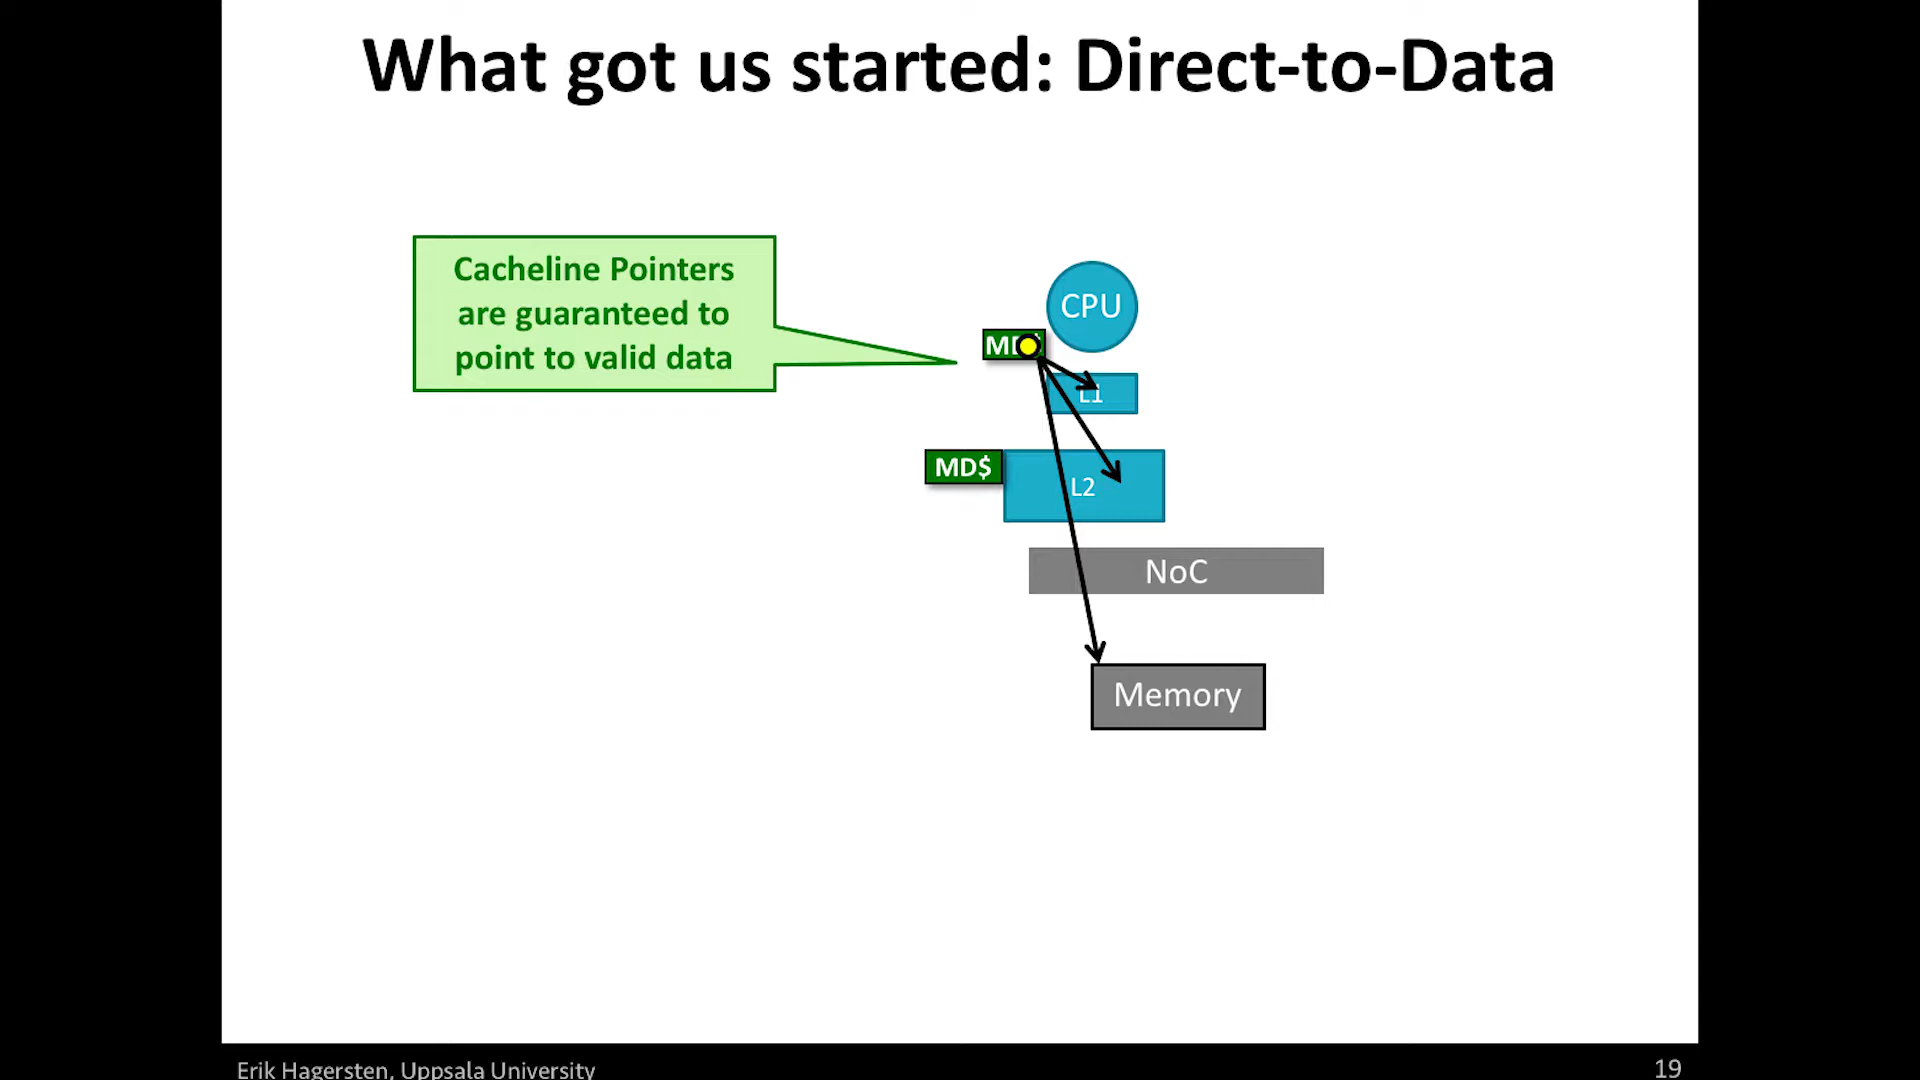 What got us started: Direct-to-Data
Cacheline Pointers
are guaranteed to
point to valid data
CPU
L1
MD$
L2
NoC
Memory
Erik Hagersten, Uppsala University
19